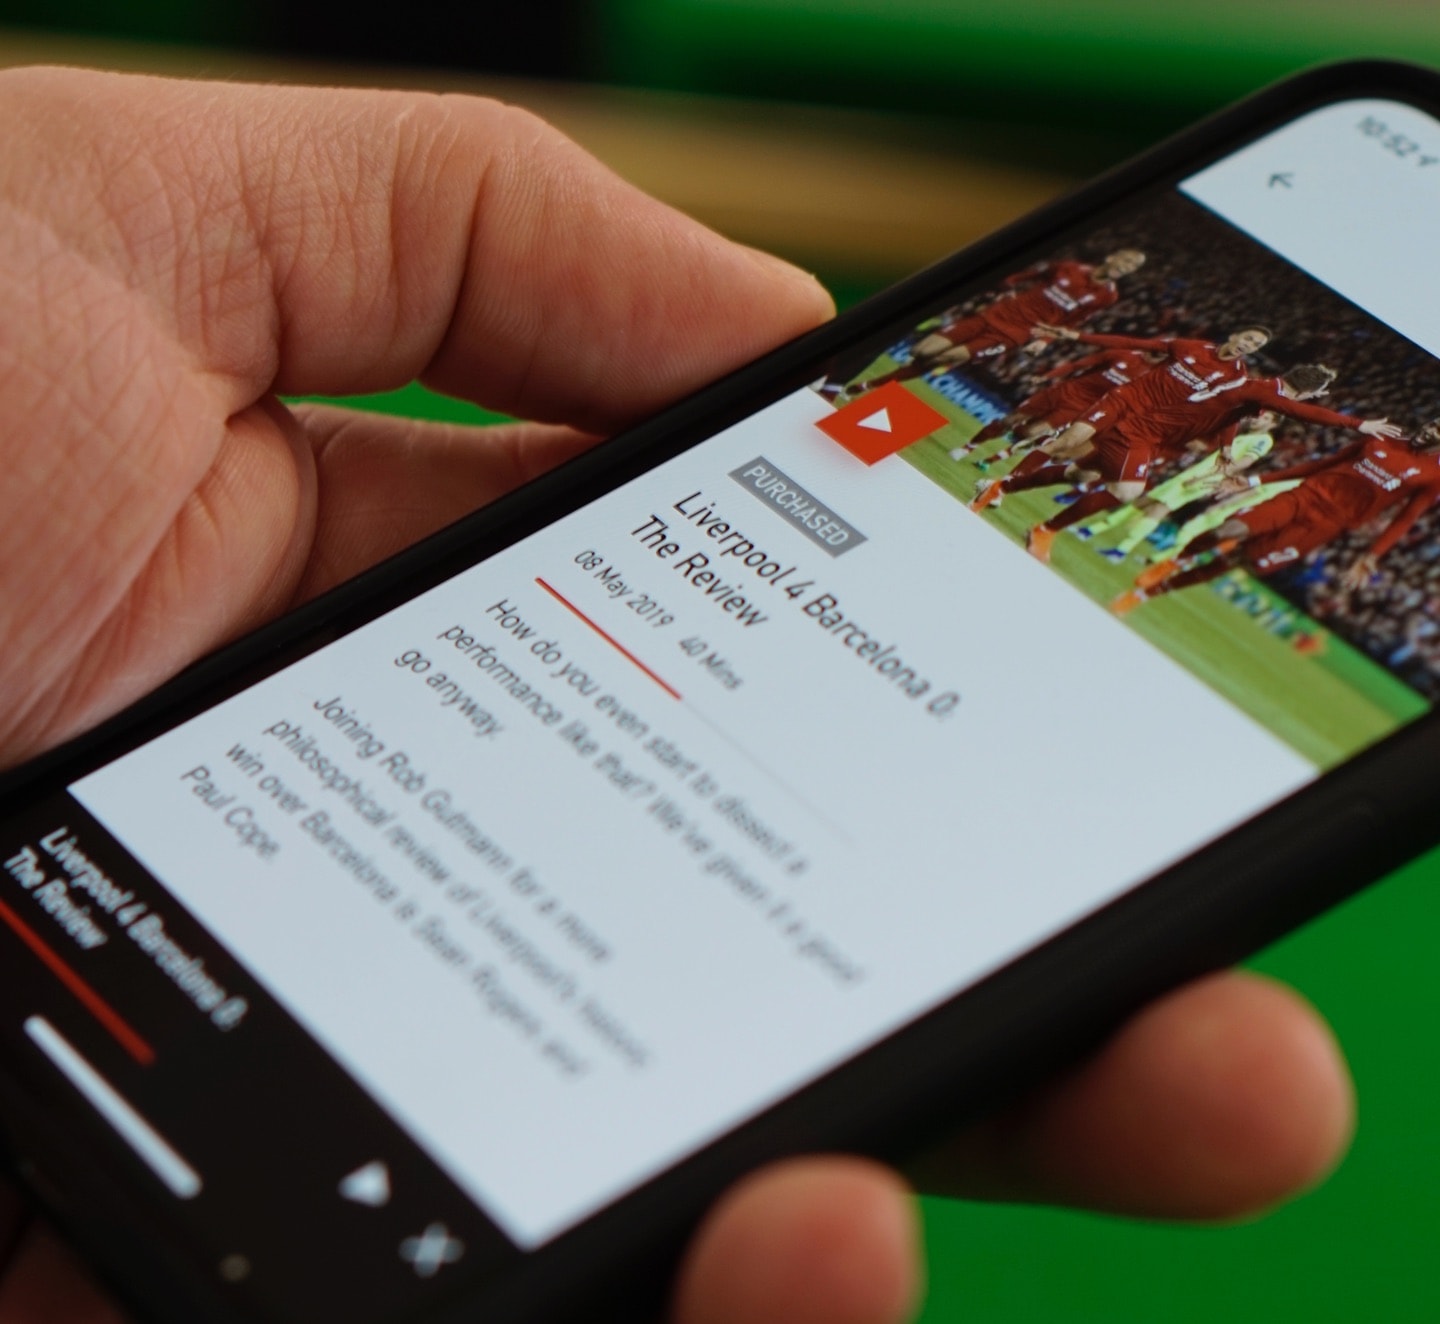 10:52
CHAMPIO
PURCHASED
Liverpool 4 Barcelona 0:
The Review
08 May 2019 40 Mins
How do you even start to dissect a
performance like that? We've given it a good
go anyway.
Joining Rob Gutmann for a more
philosophical review of Liverpool's historic
win over Barcelona is Sean Rogers and
Paul Cope.
Liverpool 4 Barcelona 0:
The Review